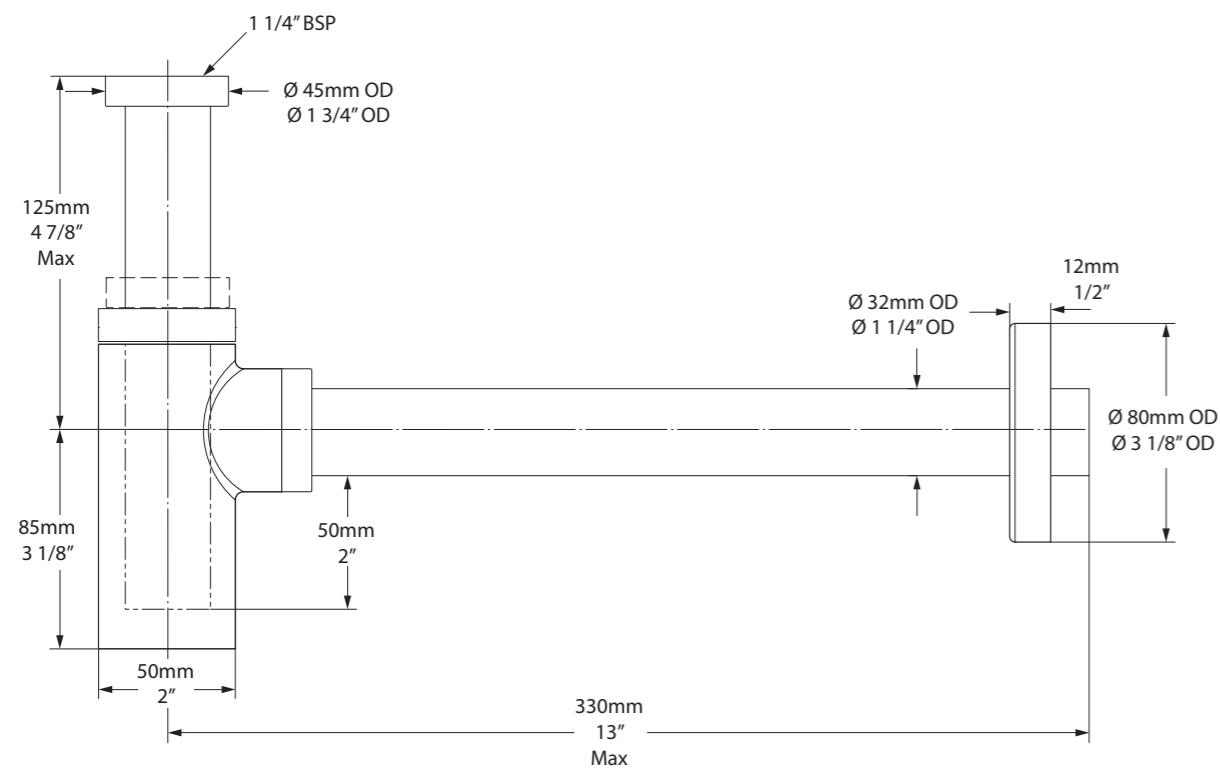 1 1/4” BSP
Ø 45mm OD
Ø 1 3/4” OD
125mm
4 7/8”
Max
12mm
1/2”
Ø 32mm OD
Ø 1 1/4” OD
Ø 80mm OD
Ø 3 1/8” OD
85mm
3 1/8”
50mm
2”
50mm
2”
330mm
13”
Max